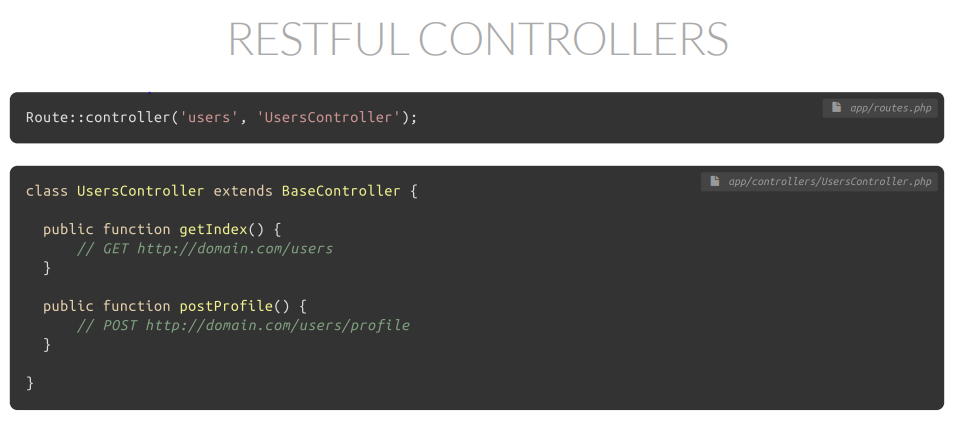 RESTFUL CONTROLLERS
app/routes.php
Route::controller('users', 'UsersController');
app/controllers/UsersController.php
class UsersController extends BaseController {
public function getIndex() {
// GET http://domain.com/users
}
public function postProfile() {
// POST http://domain.com/users/profile
}
}